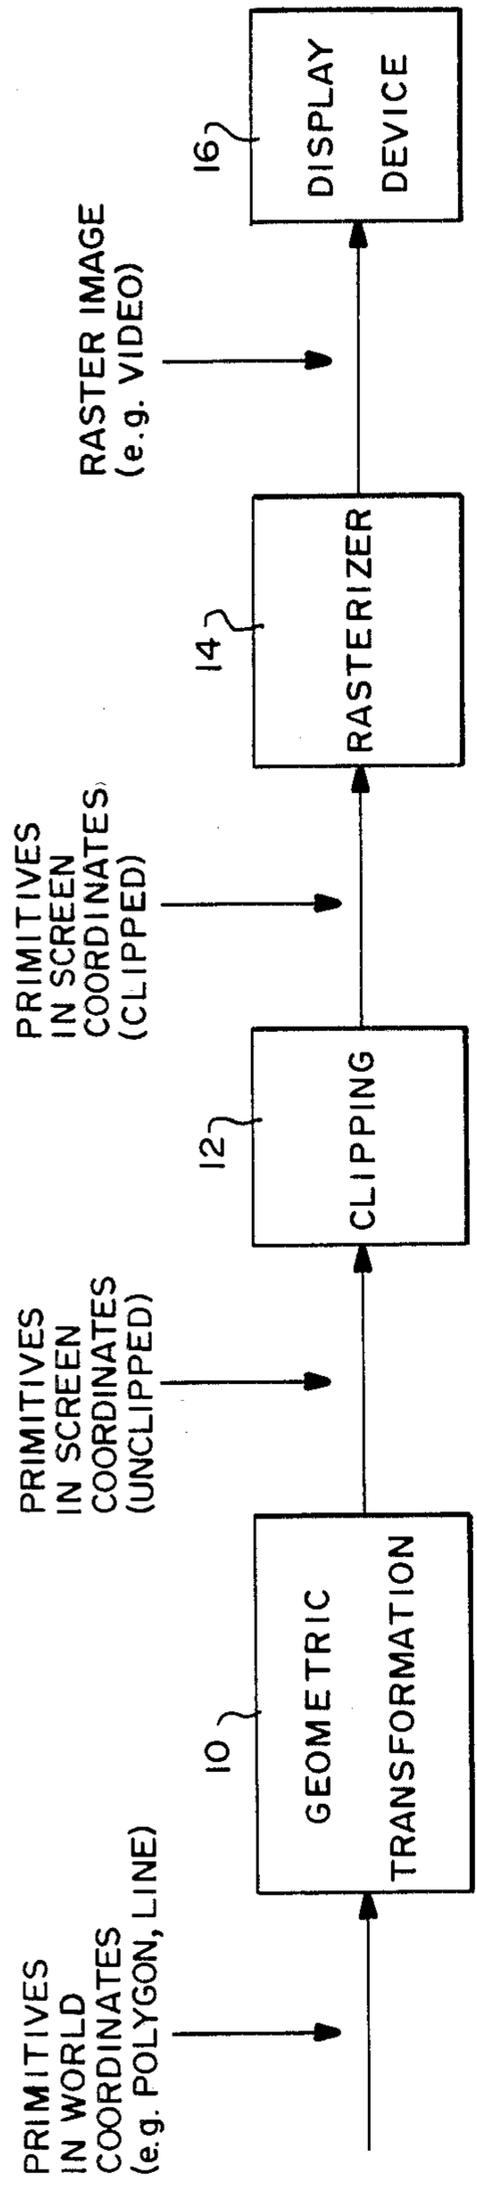 PRIMITIVES
IN WORLD
COORDINATES
(e.g. POLYGON, LINE)
10
GEOMETRIC
TRANSFORMATION
PRIMITIVES
IN SCREEN
COORDINATES
(UNCLIPPED)
12
CLIPPING
PRIMITIVES
IN SCREEN
COORDINATES
(CLIPPED)
14
RASTERIZER
RASTER IMAGE
(e.g. VIDEO)
16
DISPLAY
DEVICE